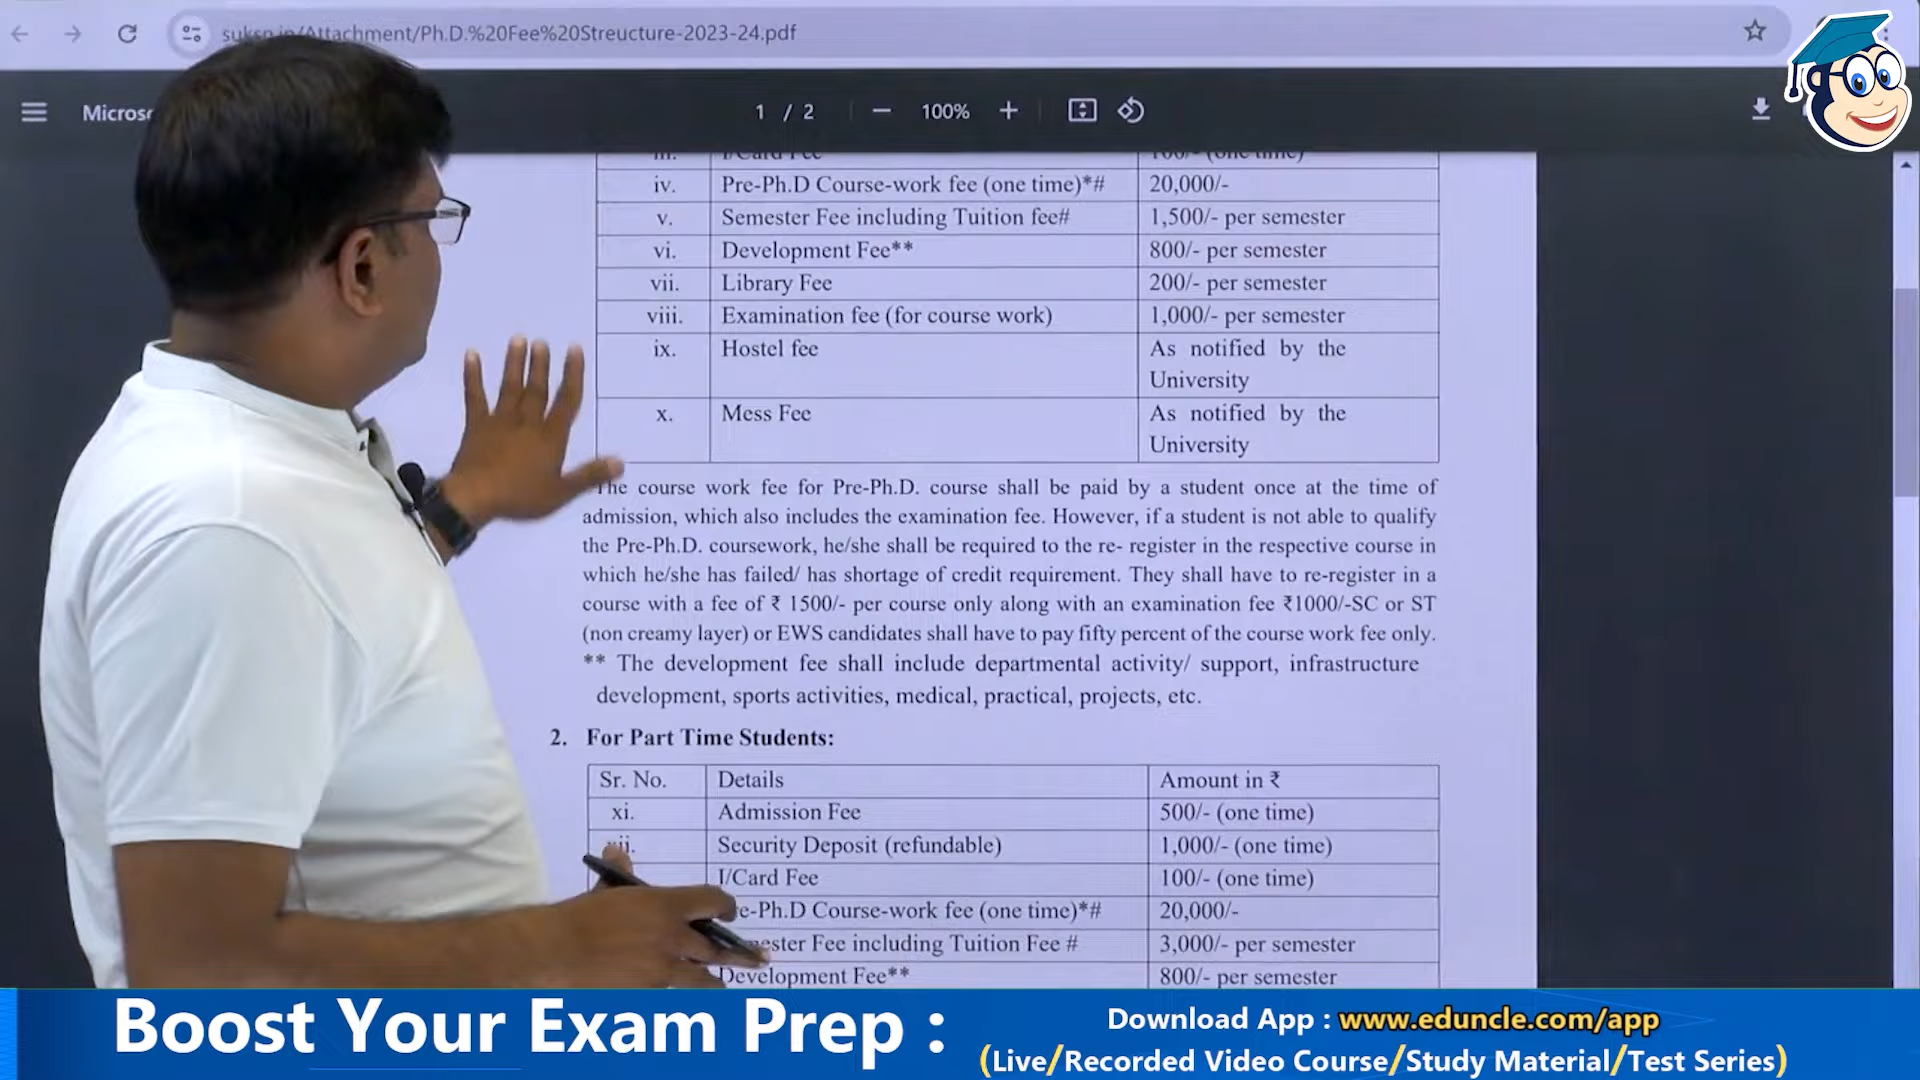 /Attachment/Ph.D.%20Fee%20Streucture-2023-24.pdf
1 / 2
100%
iii. I/Card Fee 100/- (one time)
iv. Pre-Ph.D Course-work fee (one time)*# 20,000/-
v. Semester Fee including Tuition fee# 1,500/- per semester
vi. Development Fee** 800/- per semester
vii. Library Fee 200/- per semester
viii. Examination fee (for course work) 1,000/- per semester
ix. Hostel fee As notified by the
University
x. Mess Fee As notified by the
University
The course work fee for Pre-Ph.D. course shall be paid by a student once at the time of
admission, which also includes the examination fee. However, if a student is not able to qualify
the Pre-Ph.D. coursework, he/she shall be required to the re- register in the respective course in
which he/she has failed/ has shortage of credit requirement. They shall have to re-register in a
course with a fee of ₹ 1500/- per course only along with an examination fee ₹1000/-SC or ST
(non creamy layer) or EWS candidates shall have to pay fifty percent of the course work fee only.
** The development fee shall include departmental activity/ support, infrastructure
development, sports activities, medical, practical, projects, etc.
2. For Part Time Students:
Sr. No. Details Amount in ₹
xi. Admission Fee 500/- (one time)
xii. Security Deposit (refundable) 1,000/- (one time)
I/Card Fee 100/- (one time)
Pre-Ph.D Course-work fee (one time)*# 20,000/-
Semester Fee including Tuition Fee # 3,000/- per semester
Development Fee** 800/- per semester
Boost Your Exam Prep :
Download App : www.eduncle.com/app
(Live/Recorded Video Course/Study Material/Test Series)